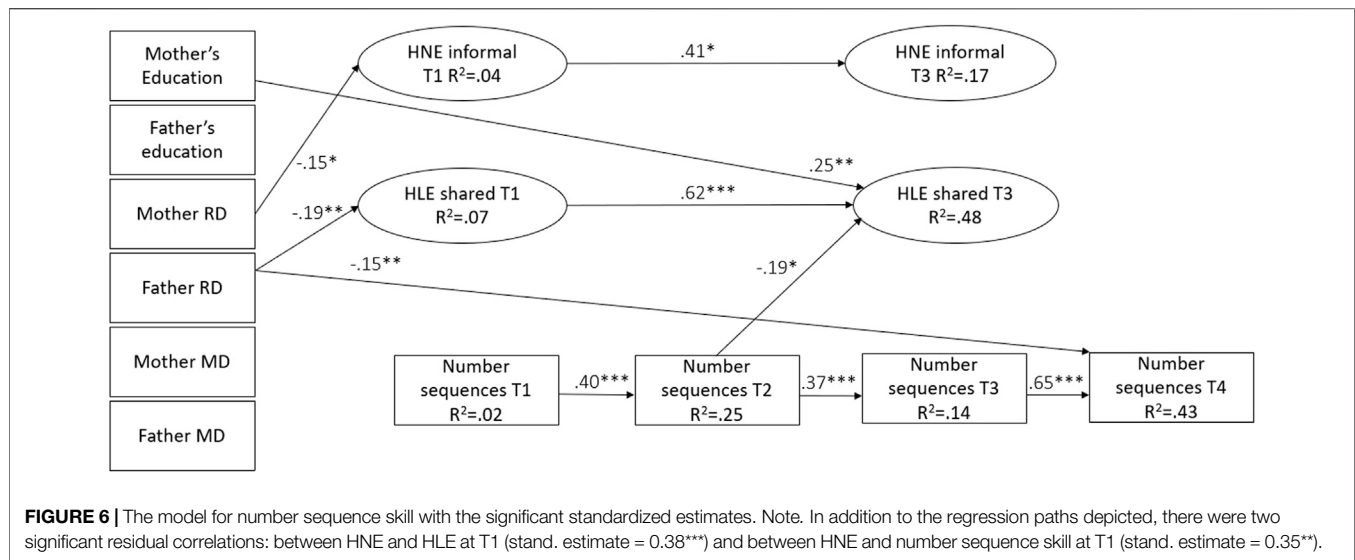 Mother's
Education
Father's
education
Mother RD
Father RD
Mother MD
Father MD
HNE informal
T1 R²=.04
.41*
HNE informal
T3 R²=.17
-.15*
.25**
HLE shared T1
R²=.07
.62***
HLE shared T3
R²=.48
-.19**
-.15**
-.19*
Number
sequences T1
R²=.02
.40***
Number
sequences T2
R²=.25
.37***
Number
sequences T3
R²=.14
.65***
Number
sequences T4
R²=.43
FIGURE 6 | The model for number sequence skill with the significant standardized estimates. Note. In addition to the regression paths depicted, there were two
significant residual correlations: between HNE and HLE at T1 (stand. estimate = 0.38***) and between HNE and number sequence skill at T1 (stand. estimate = 0.35**).